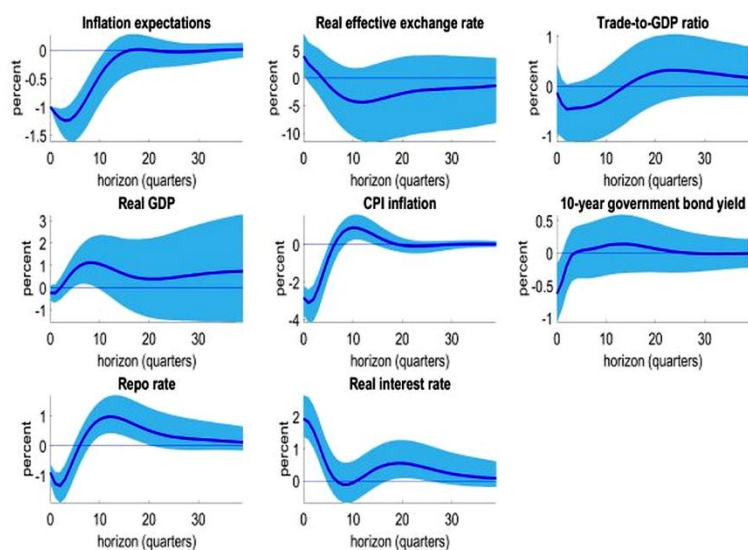 Inflation expectations
percent
0
-0.5
-1
-1.5
0 10 20 30
horizon (quarters)
Real effective exchange rate
percent
5
0
-5
-10
0 10 20 30
horizon (quarters)
Trade-to-GDP ratio
percent
1
0
-1
0 10 20 30
horizon (quarters)
Real GDP
percent
3
2
1
0
-1
0 10 20 30
horizon (quarters)
CPI inflation
percent
0
-2
-4
0 10 20 30
horizon (quarters)
10-year government bond yield
percent
0.5
0
-0.5
-1
0 10 20 30
horizon (quarters)
Repo rate
percent
1
0
-1
0 10 20 30
horizon (quarters)
Real interest rate
percent
2
1
0
0 10 20 30
horizon (quarters)